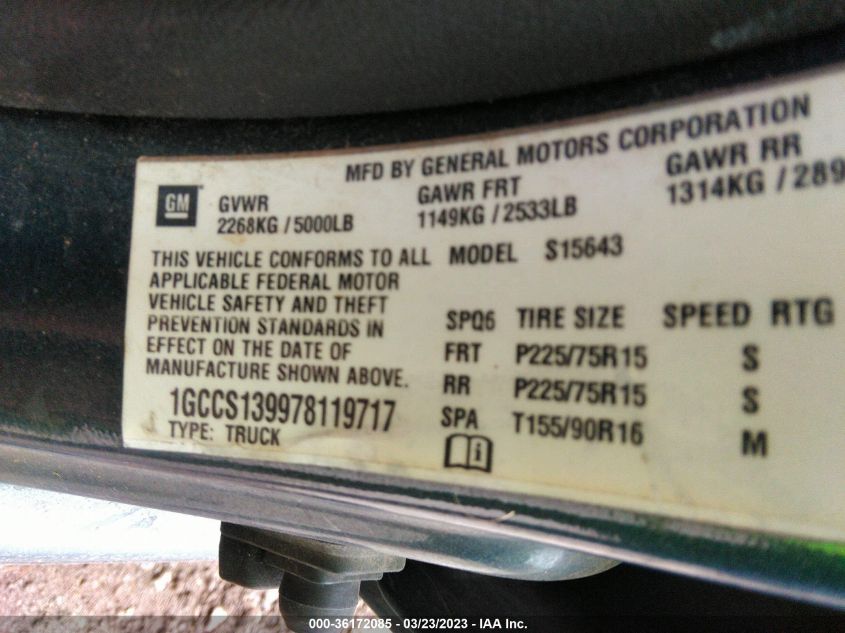 MFD BY GENERAL MOTORS CORPORATION
GM
GVWR GAWR FRT GAWR RR
2268KG / 5000LB 1149KG / 2533LB 1314KG / 289
THIS VEHICLE CONFORMS TO ALL
APPLICABLE FEDERAL MOTOR
VEHICLE SAFETY AND THEFT
PREVENTION STANDARDS IN
EFFECT ON THE DATE OF
MANUFACTURE SHOWN ABOVE.
1GCCS139978119717
TYPE: TRUCK
MODEL S15643
SPQ6 TIRE SIZE SPEED RTG
FRT P225/75R15 S
RR P225/75R15 S
SPA T155/90R16 M
000-36172085 - 03/23/2023 - IAA Inc.